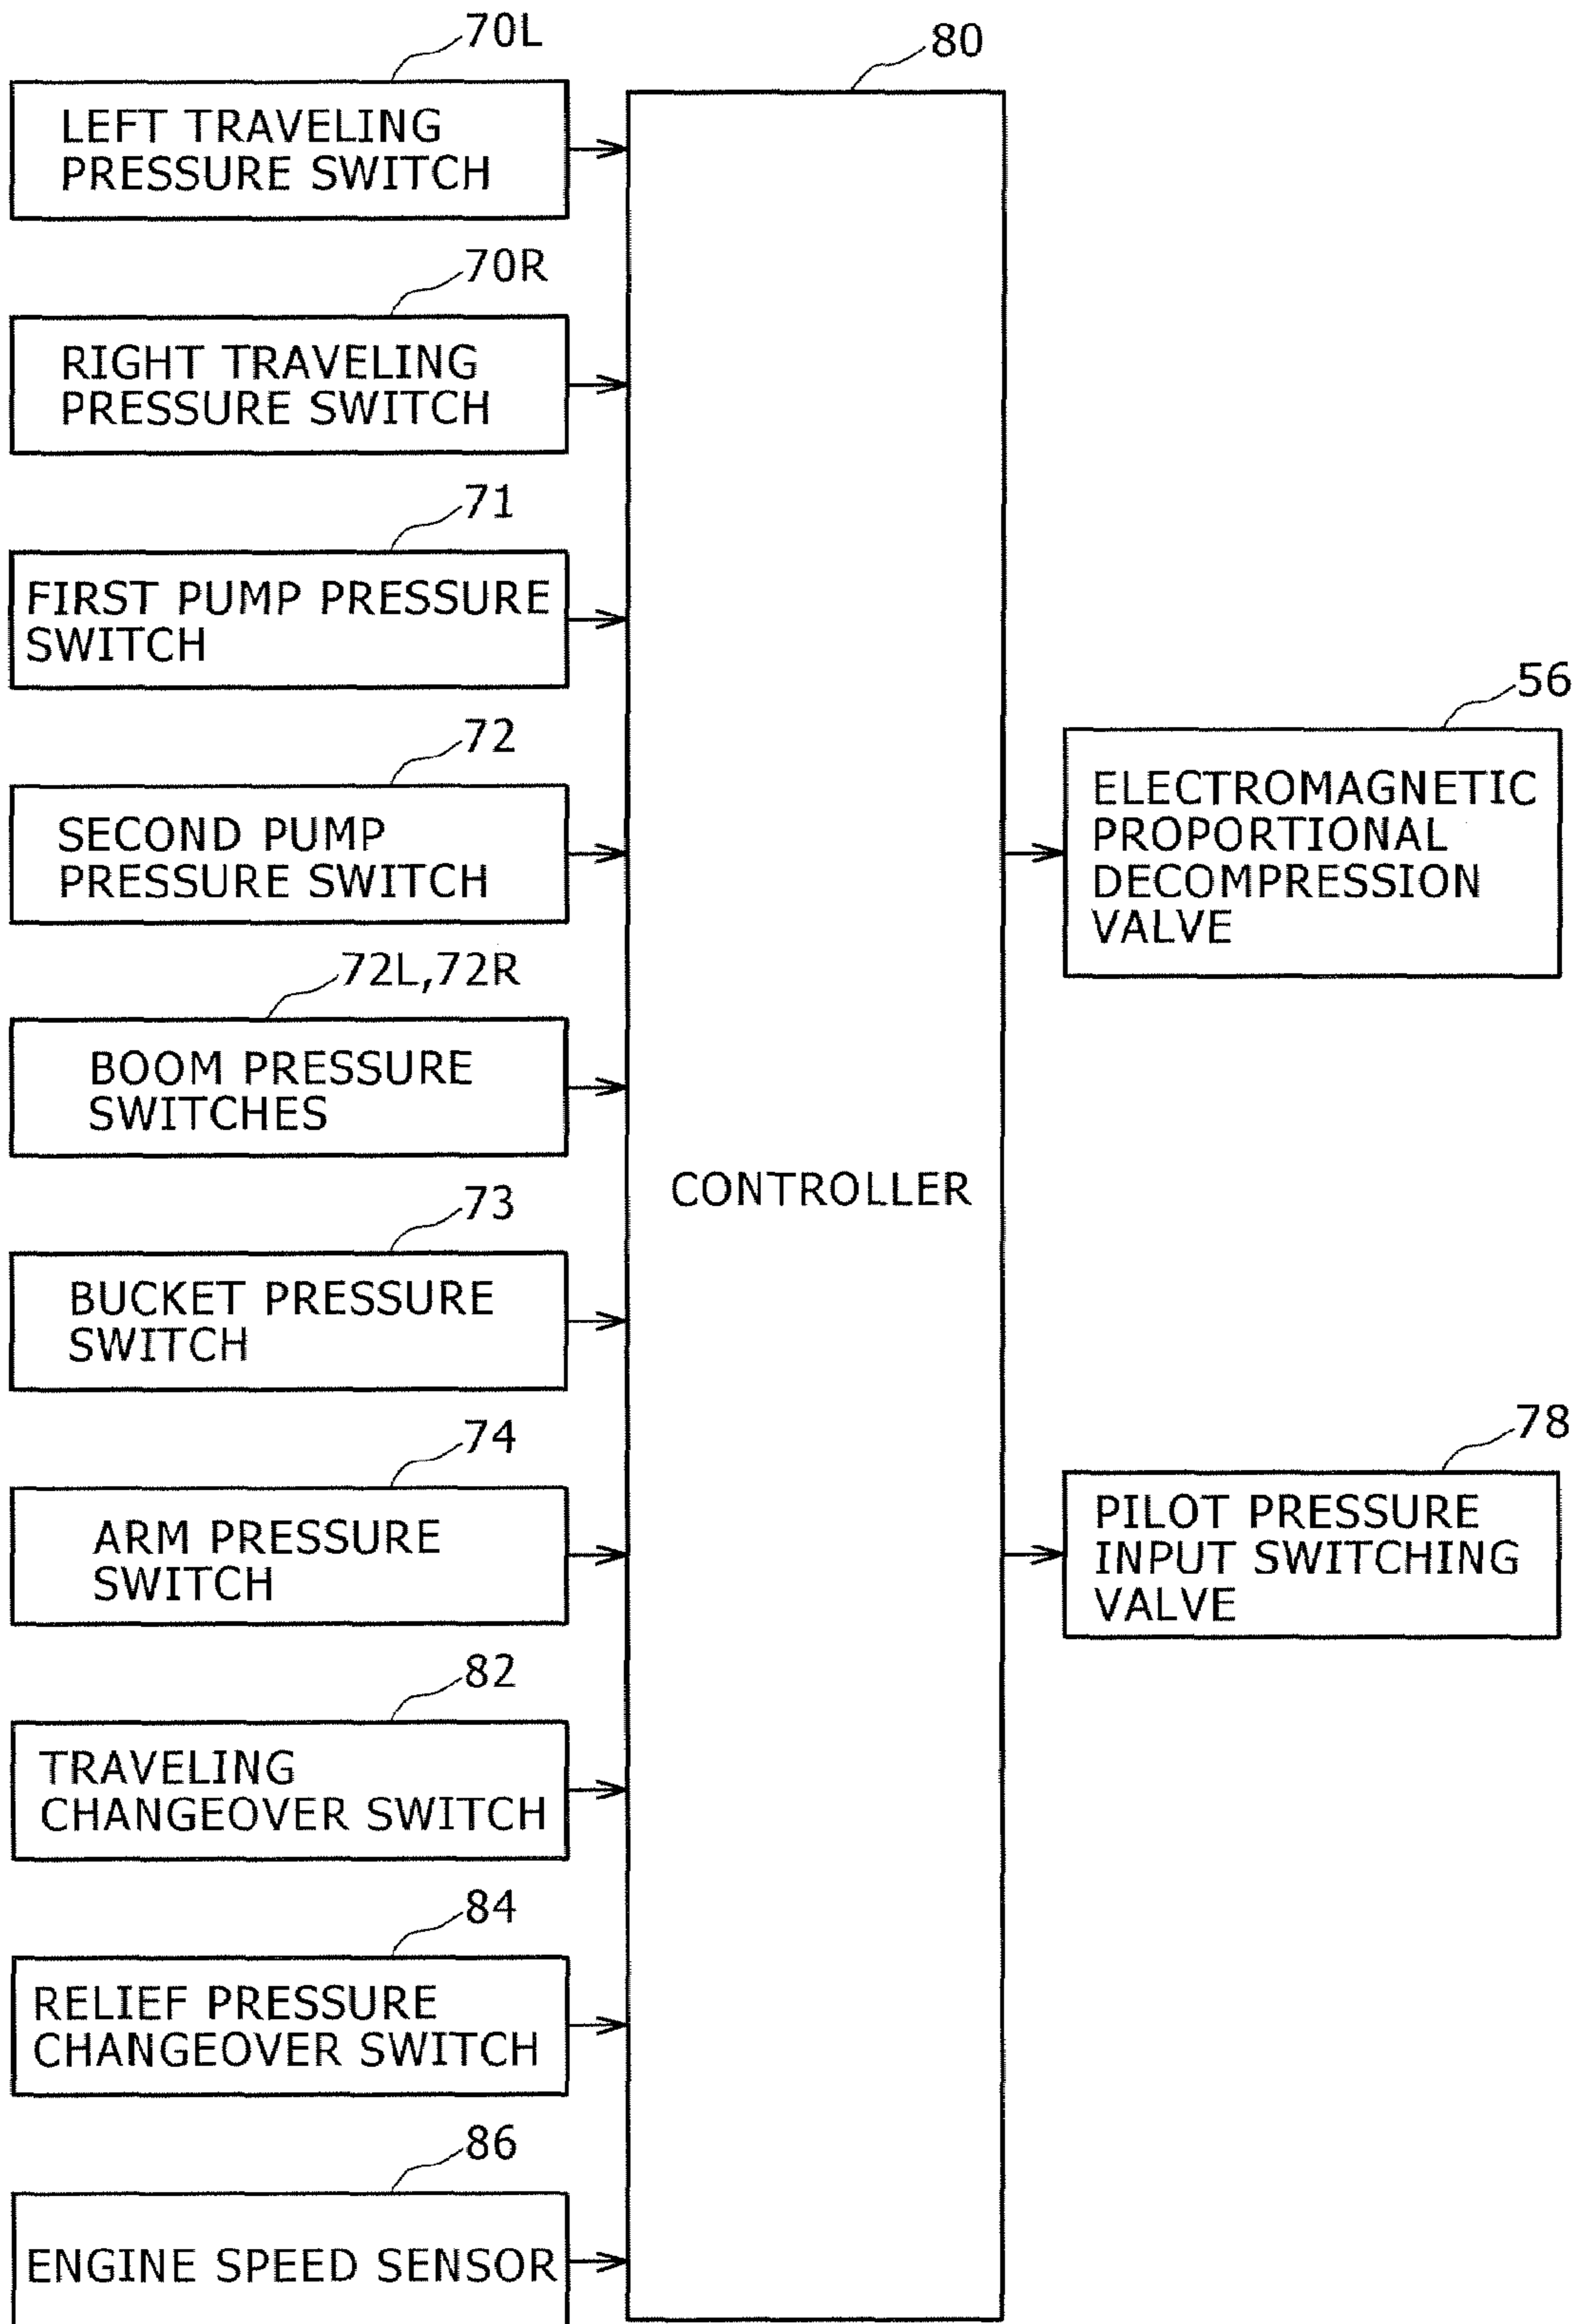 70L
LEFT TRAVELING
PRESSURE SWITCH
70R
RIGHT TRAVELING
PRESSURE SWITCH
71
FIRST PUMP PRESSURE
SWITCH
72
SECOND PUMP
PRESSURE SWITCH
72L,72R
BOOM PRESSURE
SWITCHES
73
BUCKET PRESSURE
SWITCH
74
ARM PRESSURE
SWITCH
82
TRAVELING
CHANGEOVER SWITCH
84
RELIEF PRESSURE
CHANGEOVER SWITCH
86
ENGINE SPEED SENSOR
80
CONTROLLER
56
ELECTROMAGNETIC
PROPORTIONAL
DECOMPRESSION
VALVE
78
PILOT PRESSURE
INPUT SWITCHING
VALVE